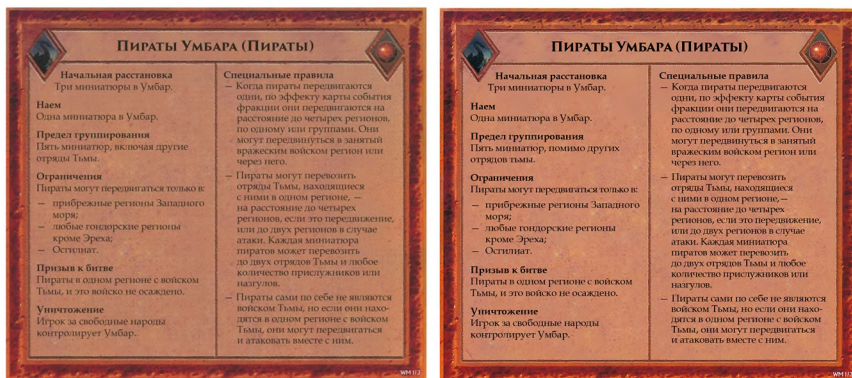 Пираты Умбара (Пираты)
Начальная расстановка
Три миниатюры в Умбар.
Наем
Одна миниатюра в Умбар.
Предел группирования
Пять миниатюр, включая другие
отряды Тьмы.
Ограничения
Пираты могут передвигаться только в:
— прибрежные регионы Западного
моря;
— любые гондорские регионы
кроме Эреха;
— Остилиат.
Призыв к битве
Пираты в одном регионе с войском
Тьмы, и это войско не осаждено.
Уничтожение
Игрок за свободные народы
контролирует Умбар..
Специальные правила
— Когда пираты передвигаются
одни, по эффекту карты события
фракции они передвигаются на
расстояние до четырех регионов,
по одному или группами. Они
могут передвинуться в занятый
вражеским войском регион или
через него.
— Пираты могут перевозить
отряды Тьмы, находящиеся
с ними в одном регионе, —
на расстояние до четырех
регионов, если это передвижение,
или до двух регионов в случае
атаки. Каждая миниатюра
пиратов может перевозить
до двух отрядов Тьмы и любое
количество прислужников или
назгулов.
— Пираты сами по себе не являются
войском Тьмы, но если они нахо-
дятся в одном регионе с войском
Тьмы, они могут передвигаться
и атаковать вместе с ним.
WM 1/3
Пираты Умбара (Пираты)
Начальная расстановка
Три миниатюры в Умбар.
Наем
Одна миниатюра в Умбар.
Предел группирования
Пять миниатюр, помимо других
отрядов тьмы.
Ограничения
Пираты могут передвигаться только в:
— прибрежные регионы Западного
моря;
— любые гондорские регионы
кроме Эреха;
— Остилиат.
Призыв к битве
Пираты в одном регионе с войском
Тьмы, и это войско не осаждено.
Уничтожение
Игрок за свободные народы
контролирует Умбар.
Специальные правила
— Когда пираты передвигаются
одни, по эффекту карты события
фракции они передвигаются на
расстояние до четырех регионов,
по одному или группами. Они
могут передвинуться в занятый
вражеским войском регион или
через него.
— Пираты могут перевозить
отряды Тьмы, находящиеся
с ними в одном регионе, —
на расстояние до четырех
регионов, если это передвижение,
или до двух регионов в случае
атаки. Каждая миниатюра
пиратов может перевозить
до двух отрядов Тьмы и любое
количество прислужников или
назгулов.
— Пираты сами по себе не являются
войском Тьмы, но если они нахо-
дятся в одном регионе с войском
Тьмы, они могут передвигаться
и атаковать вместе с ним.
WM 1/3